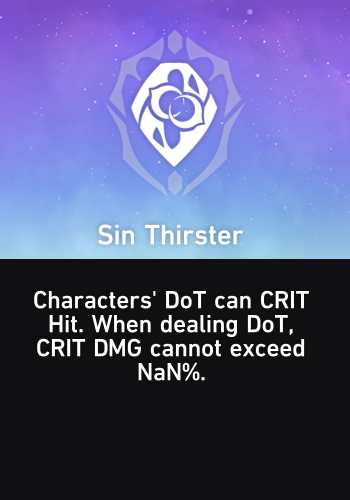 Sin Thirster
Characters' DoT can CRIT
Hit. When dealing DoT,
CRIT DMG cannot exceed
NaN%.